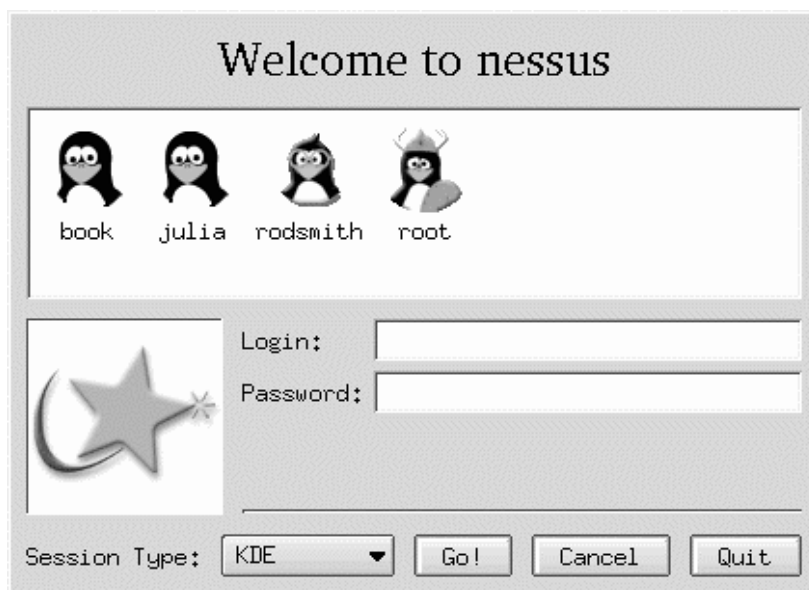 Welcome to nessus
book julia rodsmith root
Login:
Password:
Session Type: KDE Go! Cancel Quit